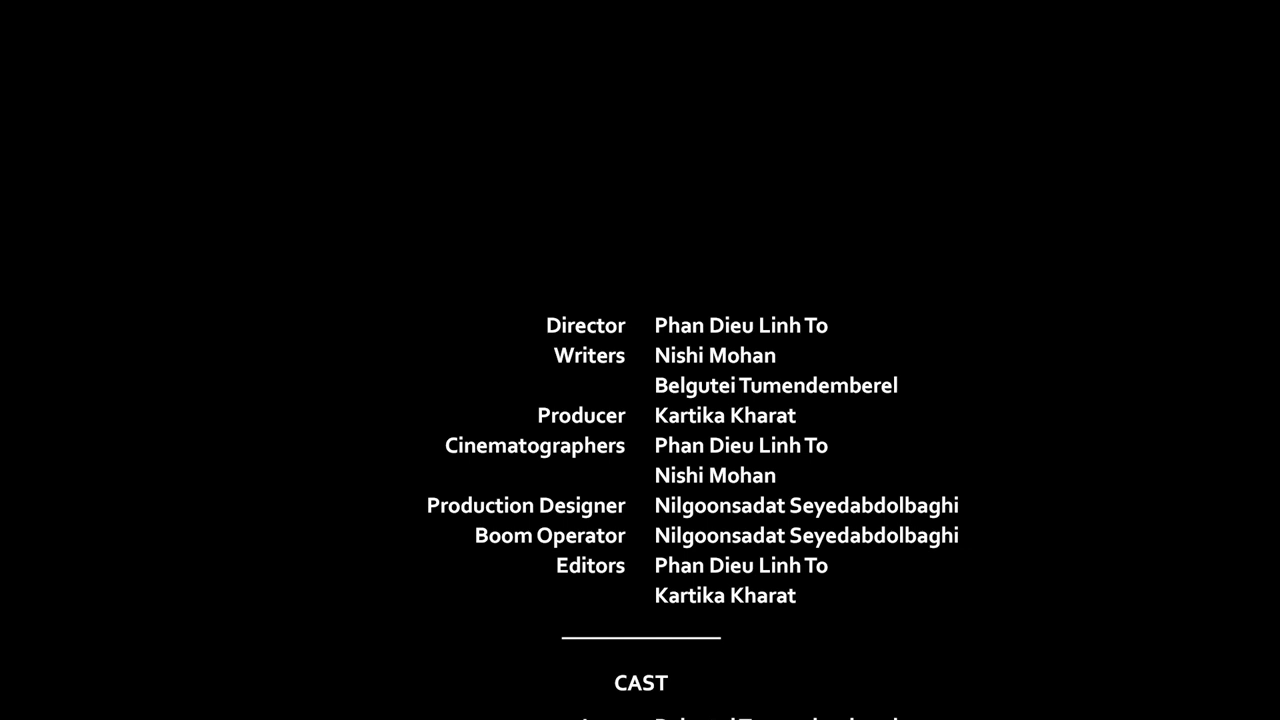 Director Phan Dieu Linh To
Writers Nishi Mohan
Belgutei Tumendemberel
Producer Kartika Kharat
Cinematographers Phan Dieu Linh To
Nishi Mohan
Production Designer Nilgoonsadat Seyedabdolbaghi
Boom Operator Nilgoonsadat Seyedabdolbaghi
Editors Phan Dieu Linh To
Kartika Kharat
CAST